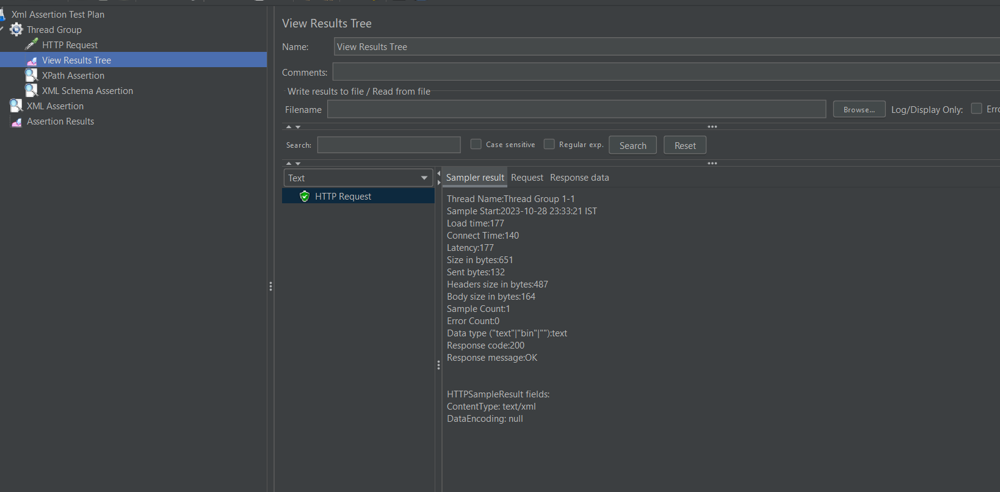 Xml Assertion Test Plan
Thread Group
HTTP Request
View Results Tree
XPath Assertion
XML Schema Assertion
XML Assertion
Assertion Results
View Results Tree
Name: View Results Tree
Comments:
Write results to file / Read from file
Filename Browse... Log/Display Only:
Search: Case sensitive Regular exp. Search Reset
Text
HTTP Request
Sampler result Request Response data
Thread Name:Thread Group 1-1
Sample Start:2023-10-28 23:33:21 IST
Load time:177
Connect Time:140
Latency:177
Size in bytes:651
Sent bytes:132
Headers size in bytes:487
Body size in bytes:164
Sample Count:1
Error Count:0
Data type ("text"|"bin"|""):text
Response code:200
Response message:OK
HTTPSampleResult fields:
ContentType: text/xml
DataEncoding: null